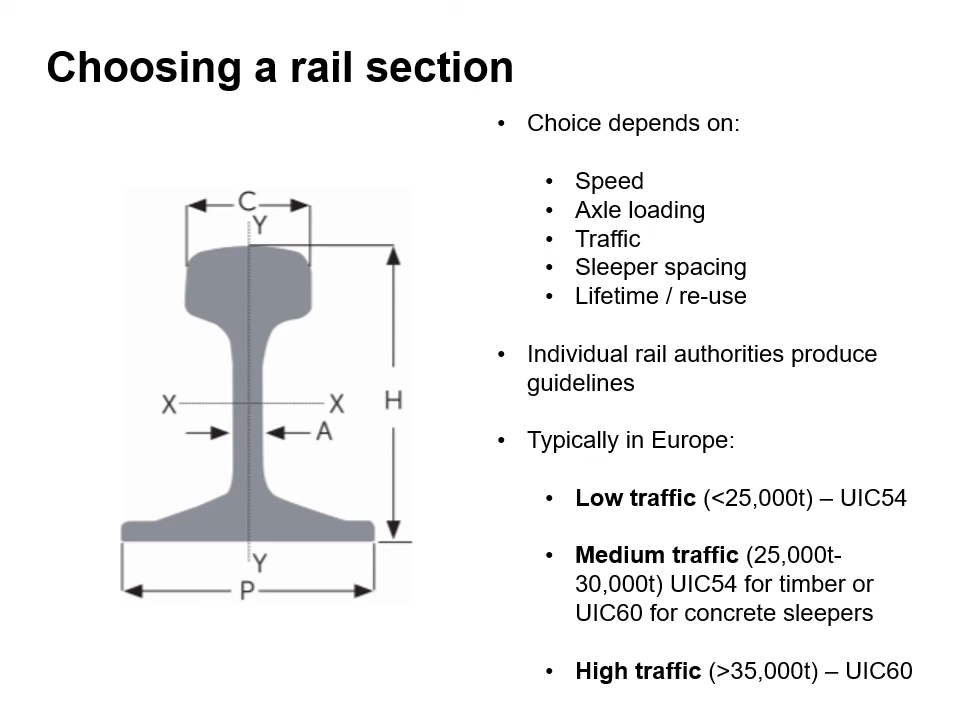 Choosing a rail section
• Choice depends on:
• Speed
• Axle loading
• Traffic
• Sleeper spacing
• Lifetime / re-use
• Individual rail authorities produce
guidelines
• Typically in Europe:
• Low traffic (<25,000t) – UIC54
• Medium traffic (25,000t-
30,000t) UIC54 for timber or
UIC60 for concrete sleepers
• High traffic (>35,000t) – UIC60
C
Y
X
X
H
A
Y
P